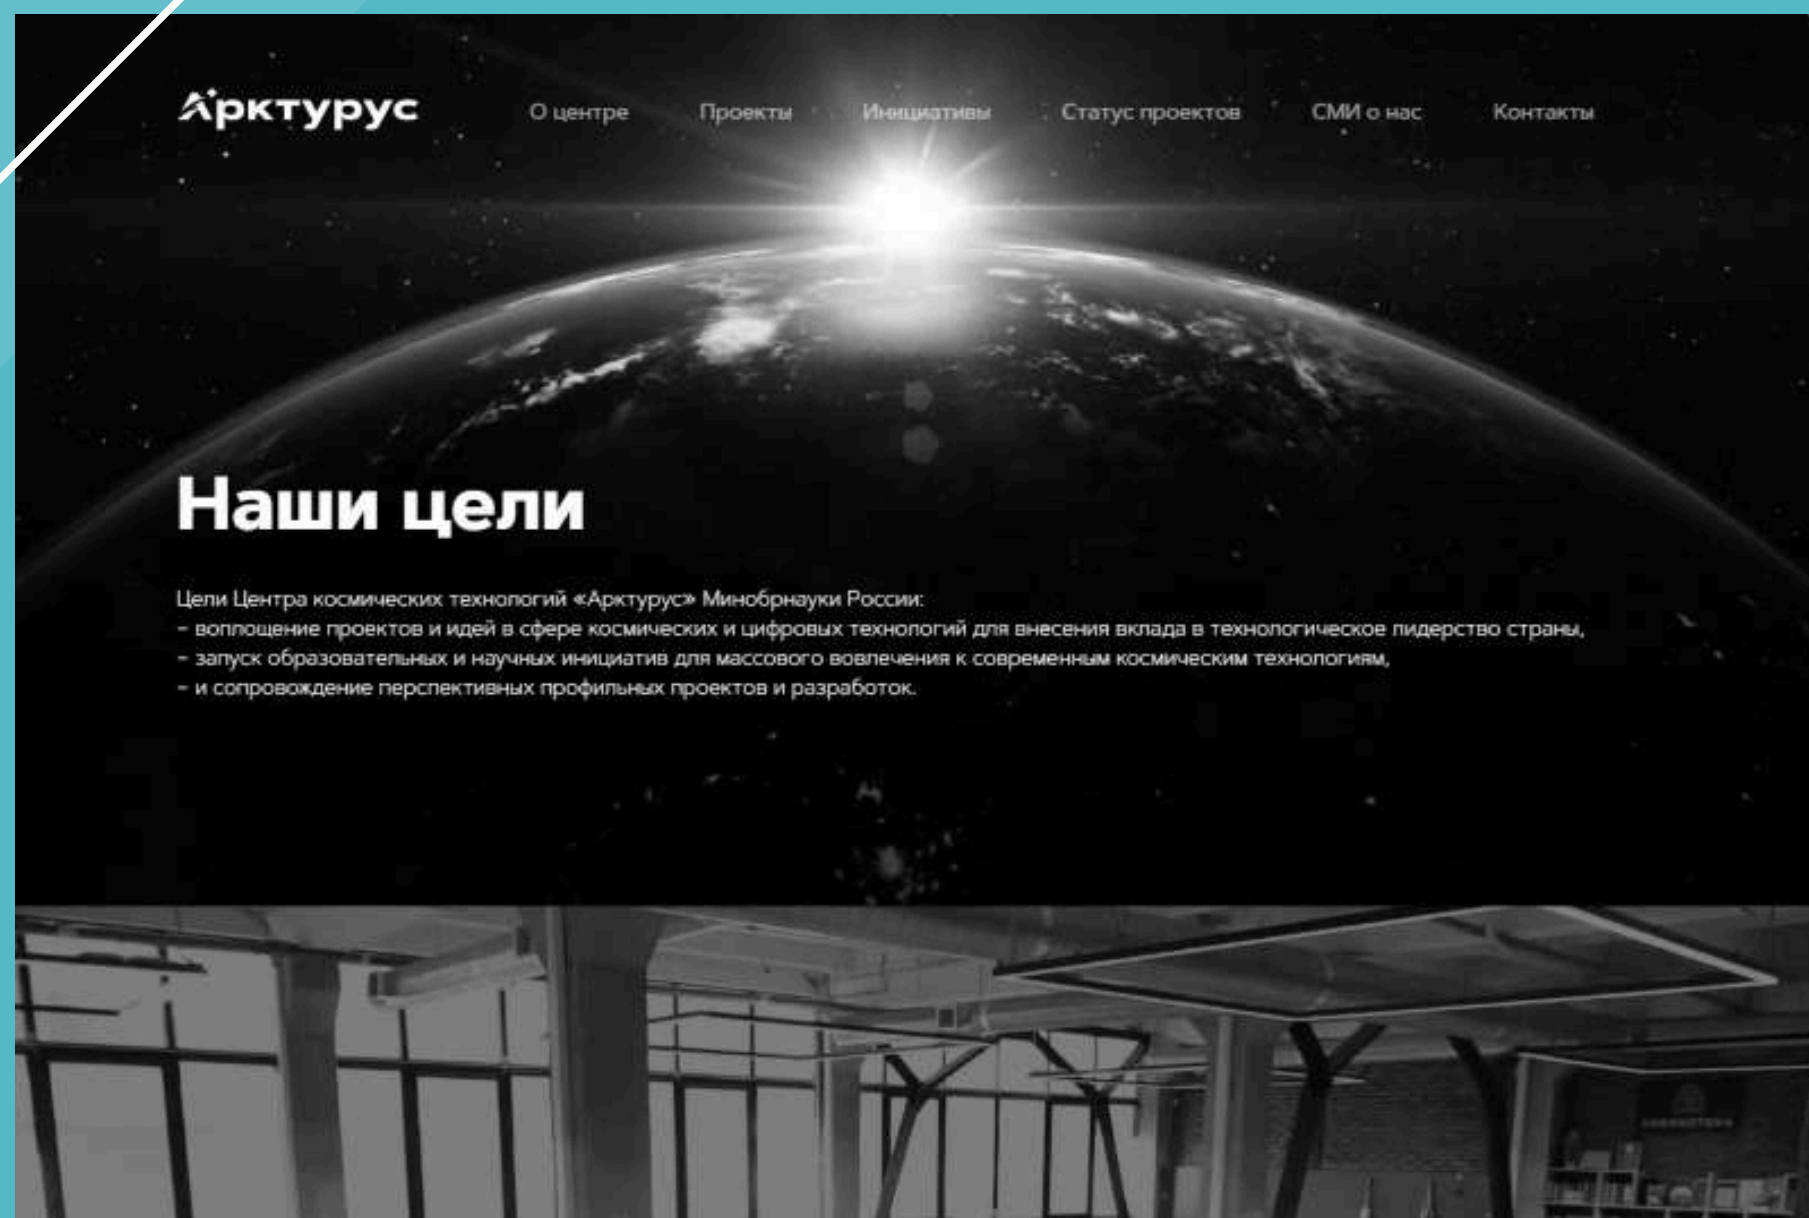 Арктурус
О центре
Проекты
Инициативы
Статус проектов
СМИ о нас
Контакты
Наши цели
Цели Центра космических технологий «Арктурус» Минобрнауки России:
– воплощение проектов и идей в сфере космических и цифровых технологий для внесения вклада в технологическое лидерство страны,
– запуск образовательных и научных инициатив для массового вовлечения к современным космическим технологиям,
– и сопровождение перспективных профильных проектов и разработок.